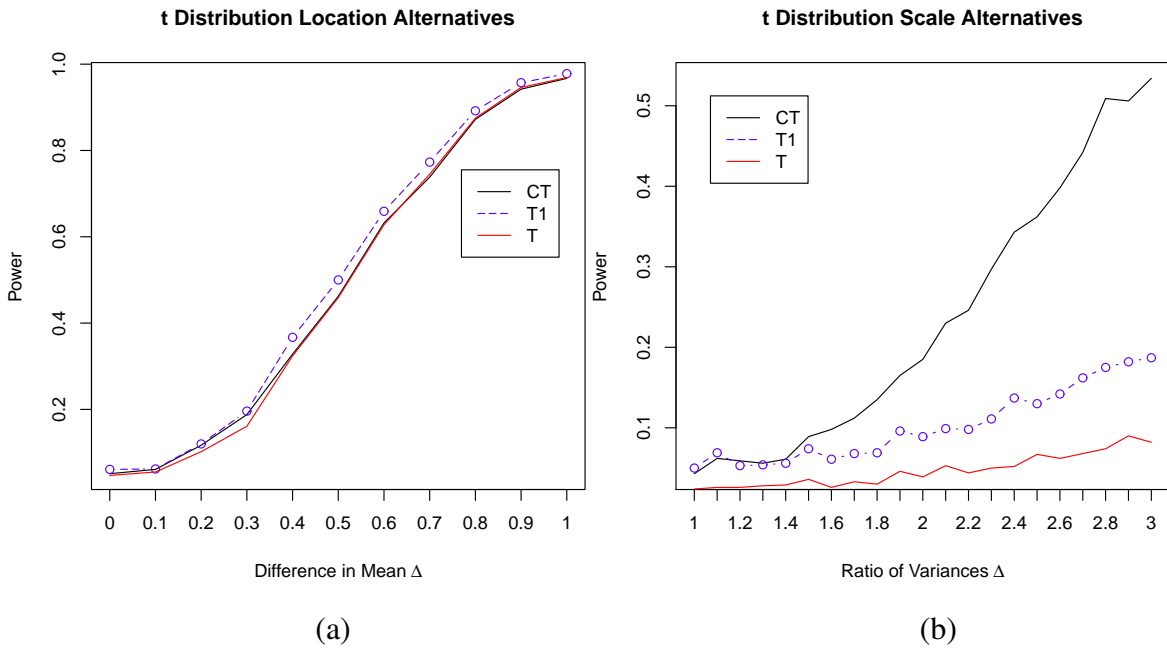 t Distribution Location Alternatives
Power
1.0
0.8
0.6
0.4
0.2
CT
T1
T
0 0.1 0.2 0.3 0.4 0.5 0.6 0.7 0.8 0.9 1
Difference in Mean Δ
(a)
t Distribution Scale Alternatives
Power
0.5
0.4
0.3
0.2
0.1
CT
T1
T
1 1.2 1.4 1.6 1.8 2 2.2 2.4 2.6 2.8 3
Ratio of Variances Δ
(b)